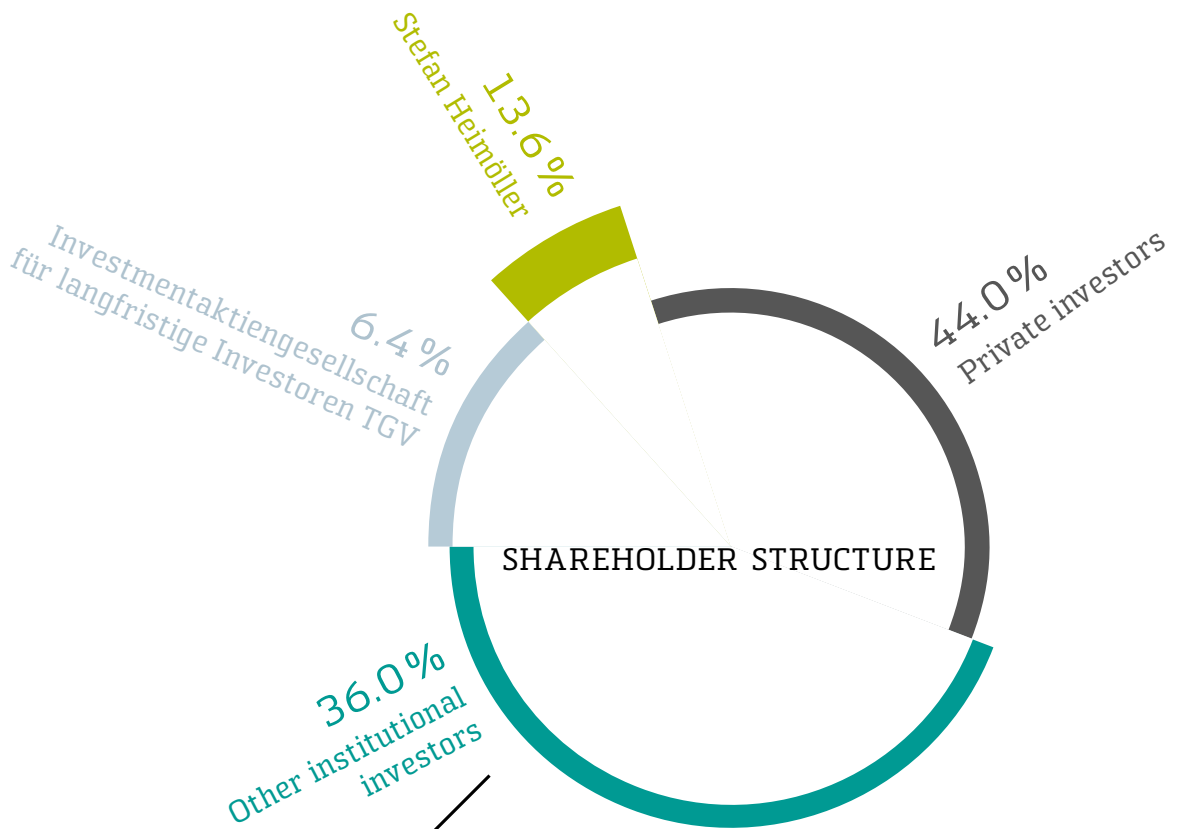 13.6 %
Stefan Heimöller
6.4 %
Investmentaktiengesellschaft
für langfristige Investoren TGV
44.0 %
Private investors
SHAREHOLDER STRUCTURE
36.0 %
Other institutional
investors